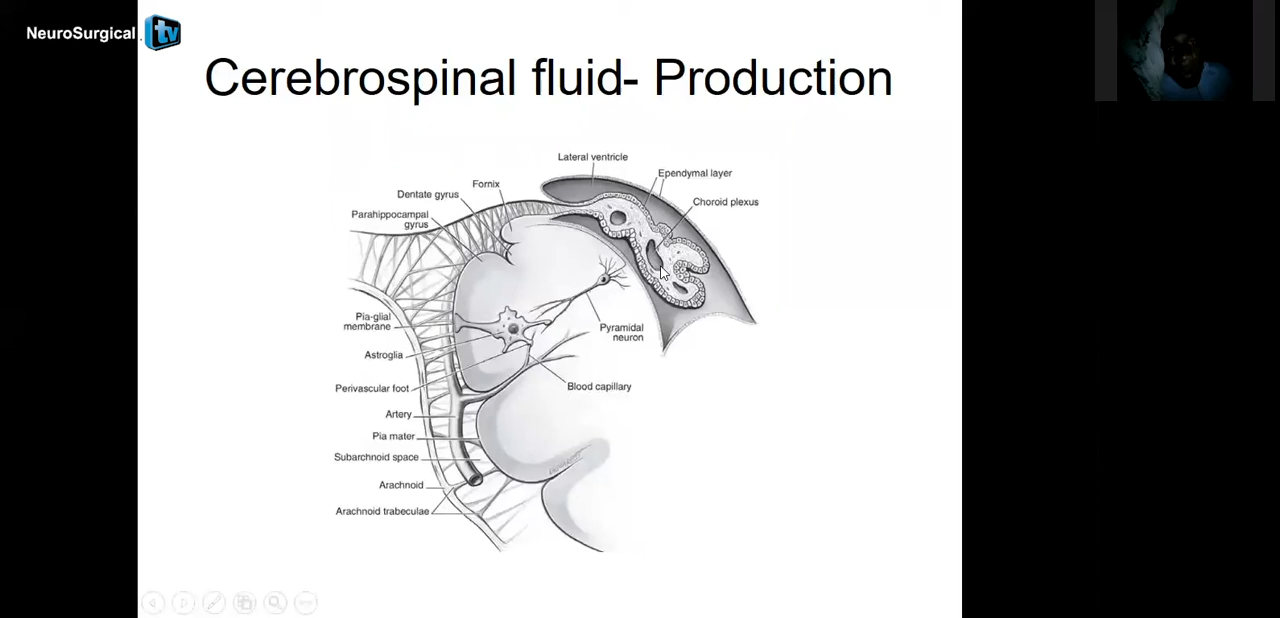 NeuroSurgical tv
Cerebrospinal fluid- Production
Lateral ventricle
Ependymal layer
Fornix
Dentate gyrus
Choroid plexus
Parahippocampal
gyrus
Pia-glial
membrane
Pyramidal
neuron
Astroglia
Perivascular foot
Blood capillary
Artery
Pia mater
Subarchnoid space
Arachnoid
Arachnoid trabeculae